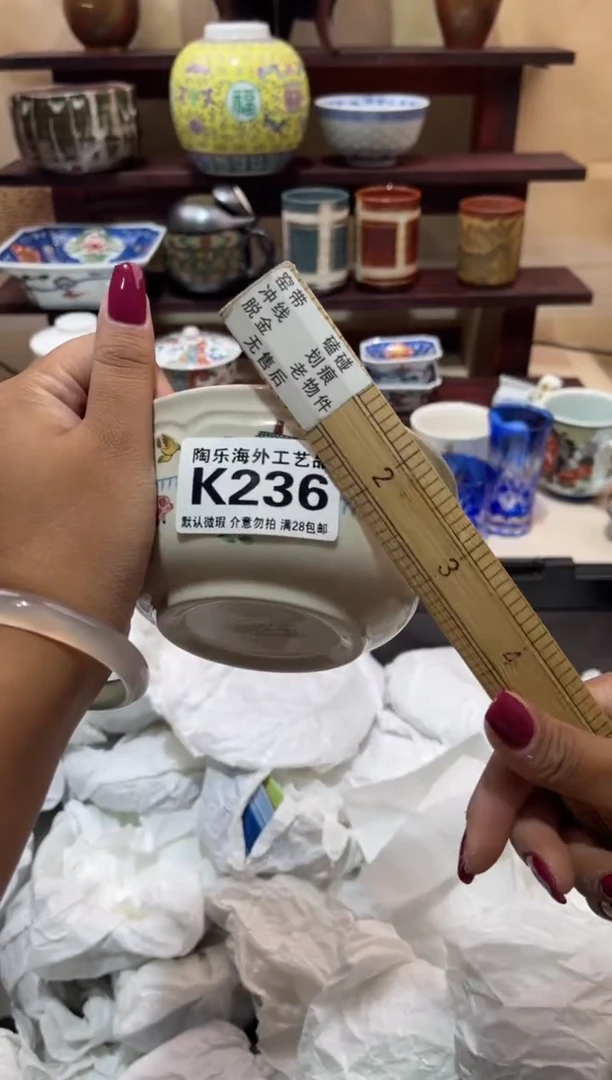 福
窑带
冲线
脱金
无售后
磕碰
划痕
老物件
陶乐海外工艺品
K236
默认微瑕 介意勿拍 满28包邮
2
3
4